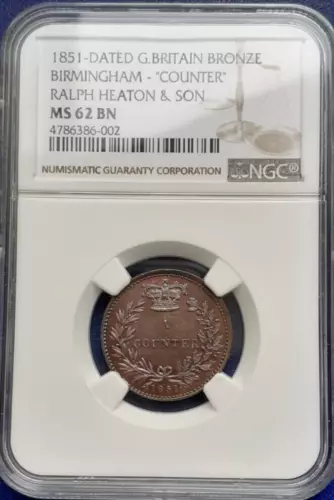 1851-DATED G.BRITAIN BRONZE
BIRMINGHAM - "COUNTER"
RALPH HEATON & SON
MS 62 BN
4786386-002
NUMISMATIC GUARANTY CORPORATION
NGC®
COUNTER
1851